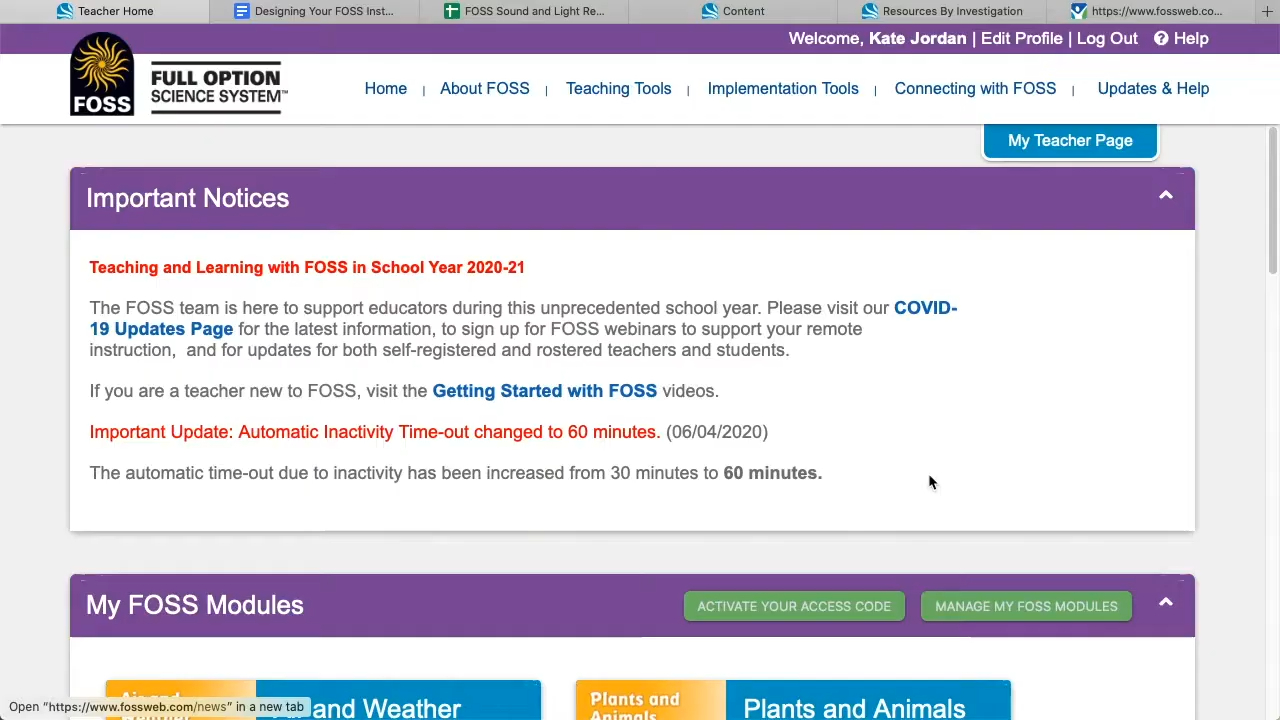 Teacher Home
Designing Your FOSS Inst...
FOSS Sound and Light Re...
Content
Resources By Investigation
https://www.fossweb.co...
Welcome, Kate Jordan | Edit Profile | Log Out Help
FOSS
FULL OPTION
SCIENCE SYSTEM™
Home | About FOSS | Teaching Tools | Implementation Tools | Connecting with FOSS | Updates & Help
My Teacher Page
Important Notices
Teaching and Learning with FOSS in School Year 2020-21
The FOSS team is here to support educators during this unprecedented school year. Please visit our COVID-
19 Updates Page for the latest information, to sign up for FOSS webinars to support your remote
instruction, and for updates for both self-registered and rostered teachers and students.
If you are a teacher new to FOSS, visit the Getting Started with FOSS videos.
Important Update: Automatic Inactivity Time-out changed to 60 minutes. (06/04/2020)
The automatic time-out due to inactivity has been increased from 30 minutes to 60 minutes.
My FOSS Modules
ACTIVATE YOUR ACCESS CODE
MANAGE MY FOSS MODULES
and Weather
Plants and
Animals
Plants and Animals
Open "https://www.fossweb.com/news" in a new tab